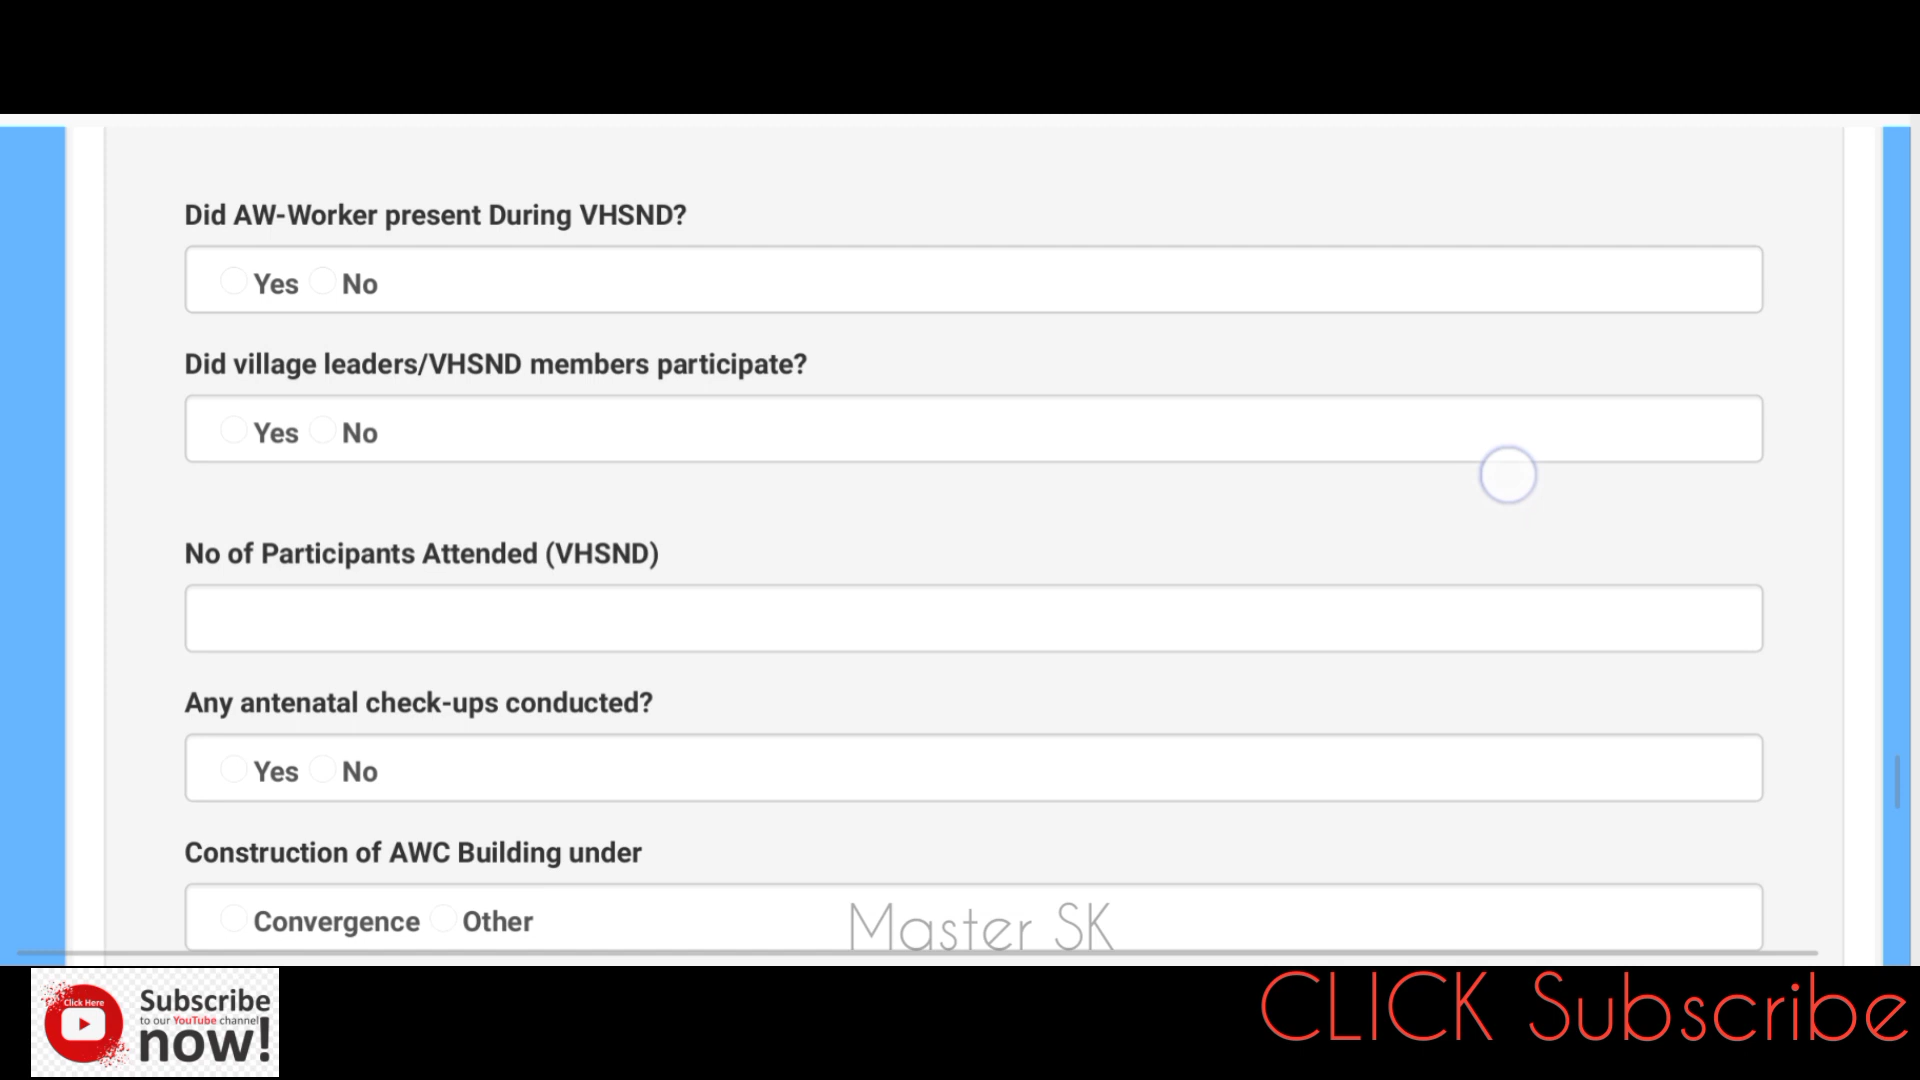 Did AW-Worker present During VHSND?
Yes No
Did village leaders/VHSND members participate?
Yes No
No of Participants Attended (VHSND)
Any antenatal check-ups conducted?
Yes No
Construction of AWC Building under
Convergence Other
Master SK
Click Here
Subscribe
to our YouTube channel
now!
CLICK Subscribe